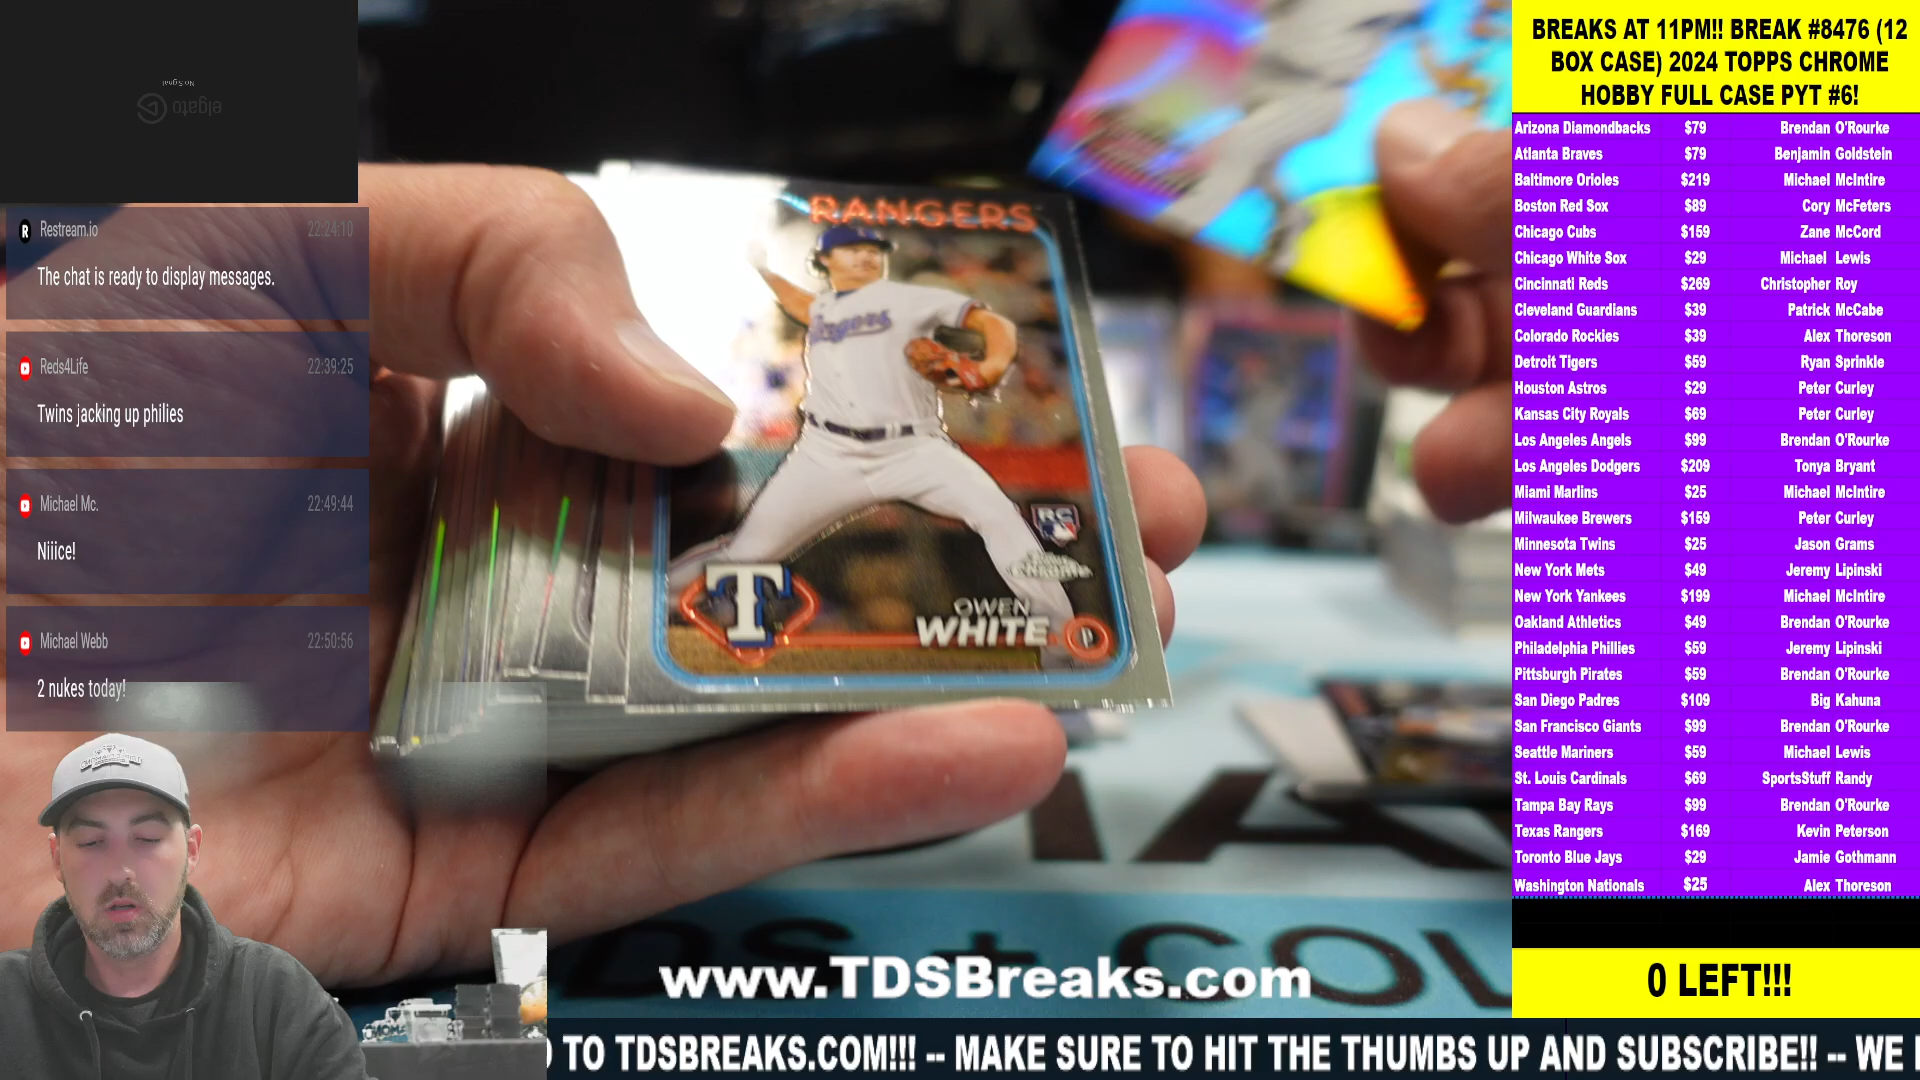 No Signal
elgato
Restream.io 22:24:10
The chat is ready to display messages.
Reds4Life 22:39:25
Twins jacking up philies
Michael Mc. 22:49:44
Niiice!
Michael Webb 22:50:56
2 nukes today!
RANGERS
Rangers
RC
CHROME
T
OWEN
WHITE
P
www.TDSBreaks.com
TO TDSBREAKS.COM!!! -- MAKE SURE TO HIT THE THUMBS UP AND SUBSCRIBE!! -- WE
BREAKS AT 11PM!! BREAK #8476 (12
BOX CASE) 2024 TOPPS CHROME
HOBBY FULL CASE PYT #6!
Arizona Diamondbacks $79 Brendan O'Rourke
Atlanta Braves $79 Benjamin Goldstein
Baltimore Orioles $219 Michael McIntire
Boston Red Sox $89 Cory McFeters
Chicago Cubs $159 Zane McCord
Chicago White Sox $29 Michael Lewis
Cincinnati Reds $269 Christopher Roy
Cleveland Guardians $39 Patrick McCabe
Colorado Rockies $39 Alex Thoreson
Detroit Tigers $59 Ryan Sprinkle
Houston Astros $29 Peter Curley
Kansas City Royals $69 Peter Curley
Los Angeles Angels $99 Brendan O'Rourke
Los Angeles Dodgers $209 Tonya Bryant
Miami Marlins $25 Michael McIntire
Milwaukee Brewers $159 Peter Curley
Minnesota Twins $25 Jason Grams
New York Mets $49 Jeremy Lipinski
New York Yankees $199 Michael McIntire
Oakland Athletics $49 Brendan O'Rourke
Philadelphia Phillies $59 Jeremy Lipinski
Pittsburgh Pirates $59 Brendan O'Rourke
San Diego Padres $109 Big Kahuna
San Francisco Giants $99 Brendan O'Rourke
Seattle Mariners $59 Michael Lewis
St. Louis Cardinals $69 SportsStuff Randy
Tampa Bay Rays $99 Brendan O'Rourke
Texas Rangers $169 Kevin Peterson
Toronto Blue Jays $29 Jamie Gothmann
Washington Nationals $25 Alex Thoreson
0 LEFT!!!